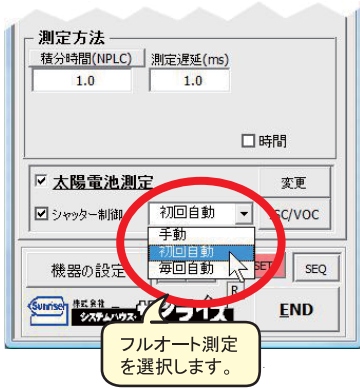 測定方法
積分時間(NPLC) 測定遅延(ms)
1.0 1.0
時間
太陽電池測定 変更
シャッター制御 初回自動 SC/VOC
手動
初回自動
毎回自動
機器の設定 SET SEQ
R
Sunrise 株式会社
システムハウス・サンライズ END
フルオート測定
を選択します。